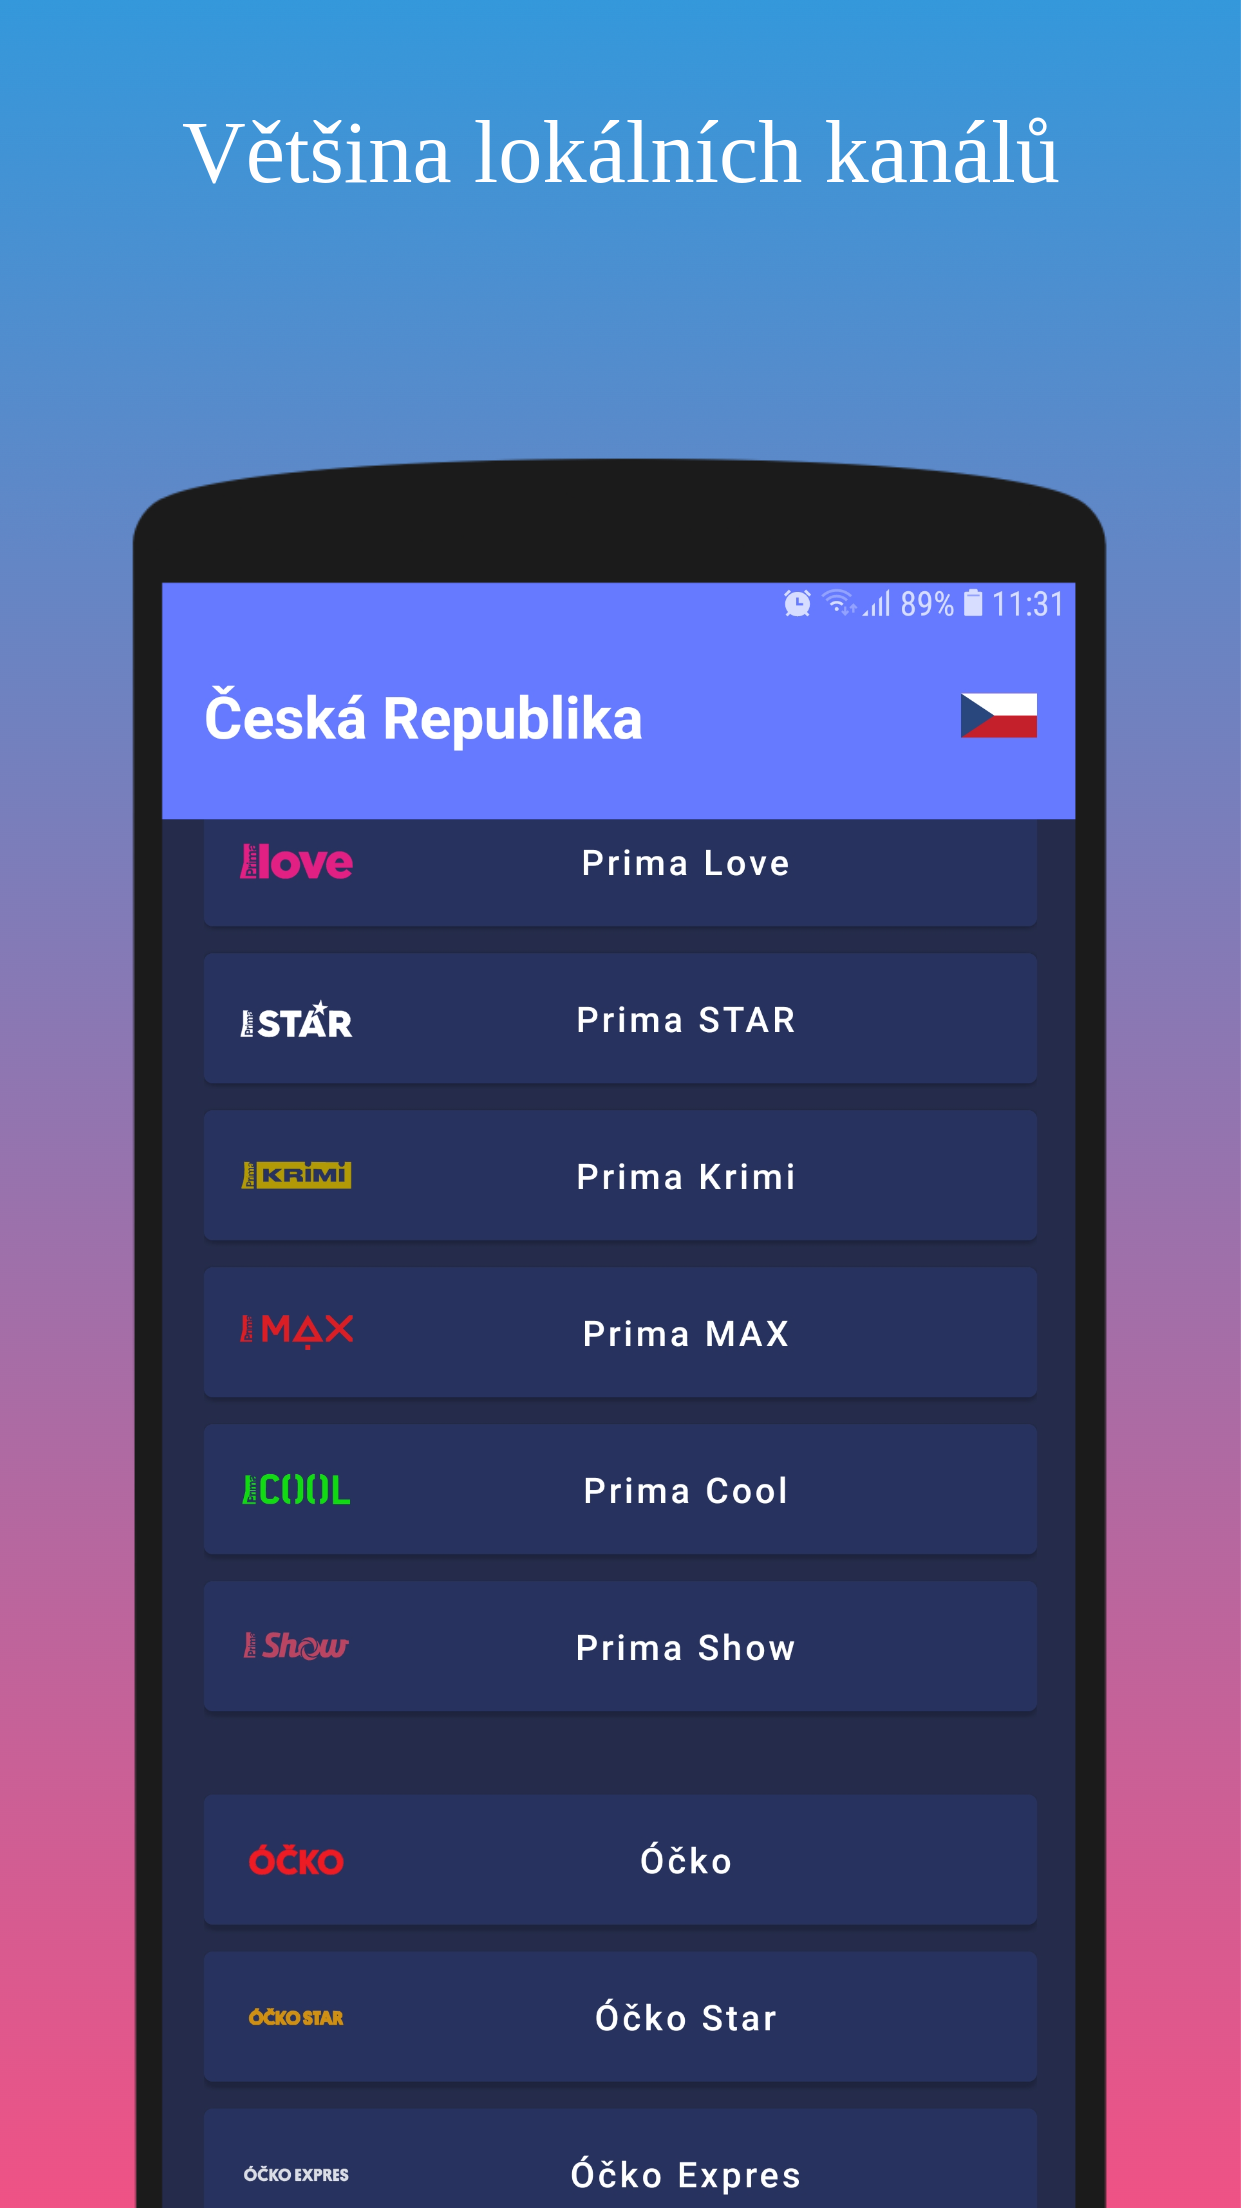 Většina lokálních kanálů
89% 11:31
Česká Republika
Prima love
Prima Love
Prima STAR
Prima STAR
Prima KRIMI
Prima Krimi
Prima MAX
Prima MAX
Prima COOL
Prima Cool
Prima Show
Prima Show
ÓČKO
Óčko
ÓČKO STAR
Óčko Star
ÓČKO EXPRES
Óčko Expres